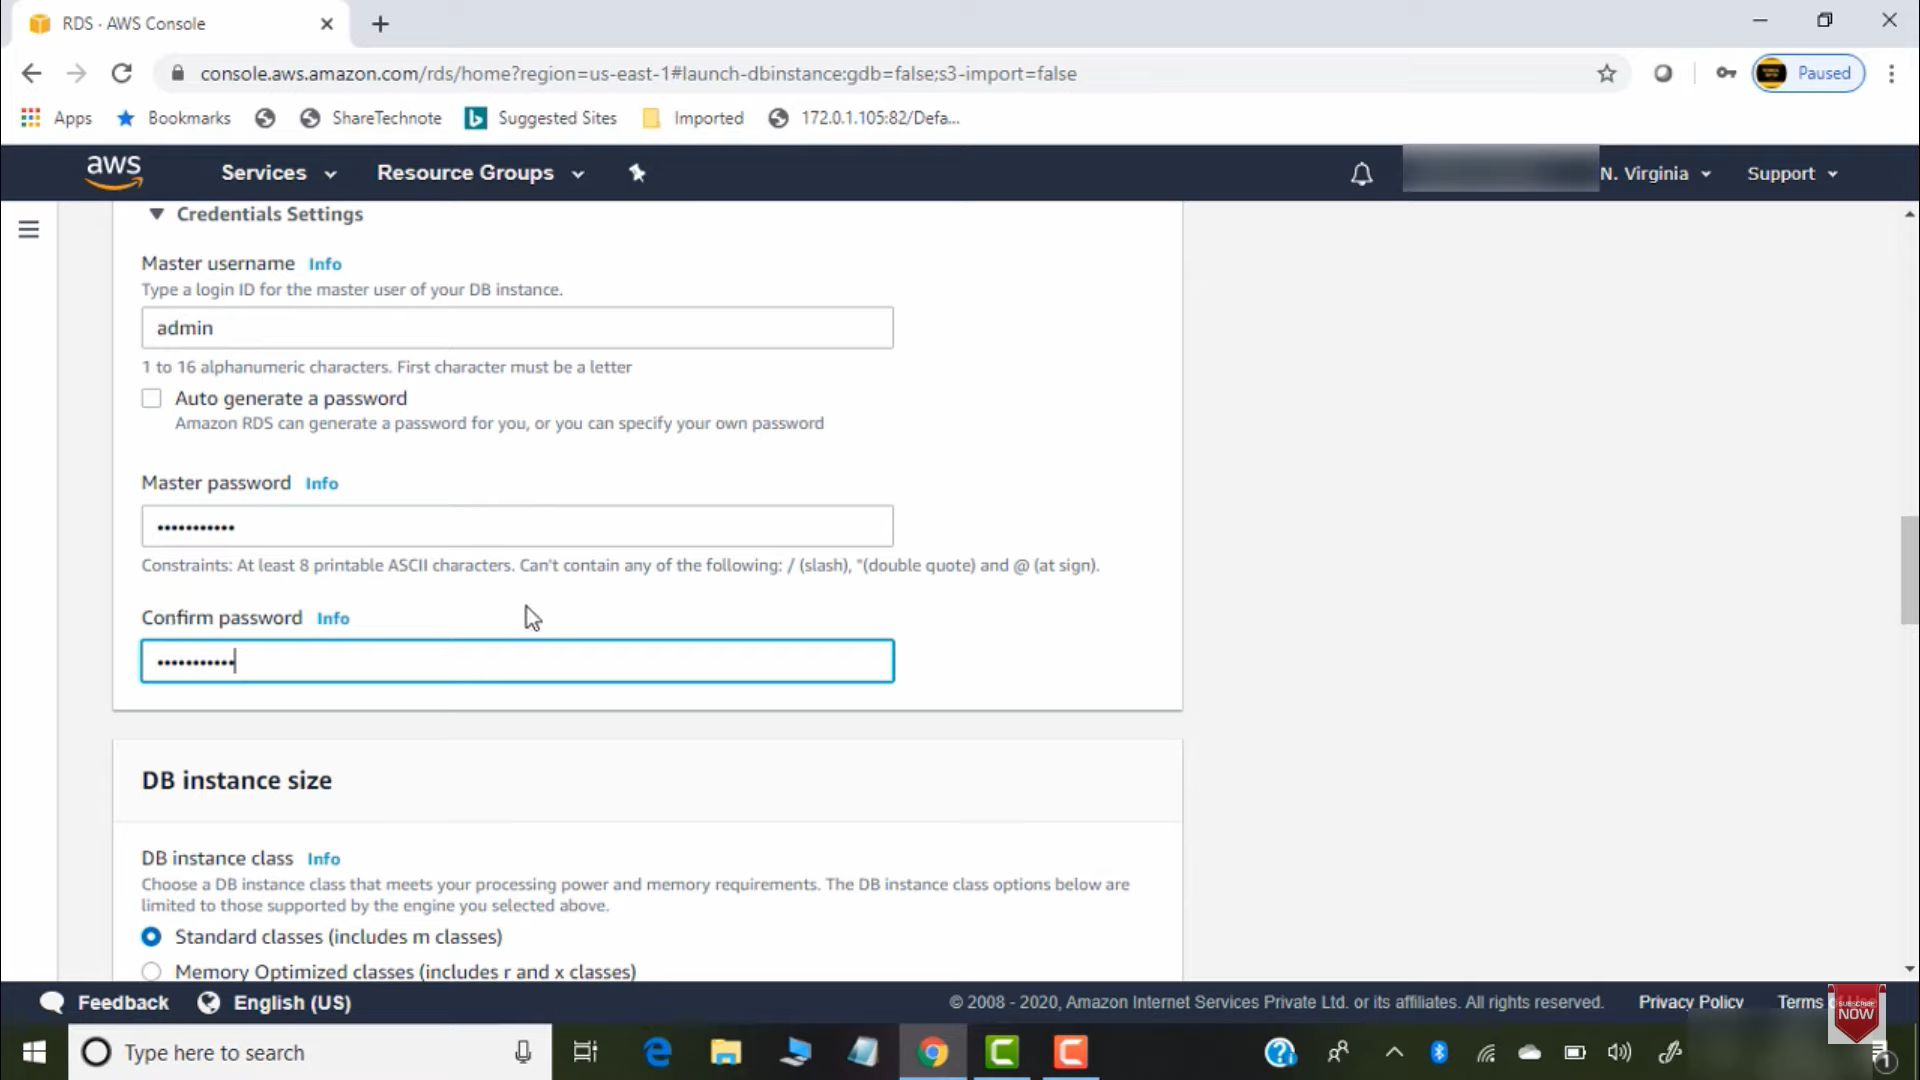 RDS - AWS Console
console.aws.amazon.com/rds/home?region=us-east-1#launch-dbinstance:gdb=false;s3-import=false
Paused
Apps
Bookmarks
ShareTechnote
Suggested Sites
Imported
172.0.1.105:82/Defa...
aws
Services
Resource Groups
N. Virginia
Support
Credentials Settings
Master username Info
Type a login ID for the master user of your DB instance.
admin
1 to 16 alphanumeric characters. First character must be a letter
Auto generate a password
Amazon RDS can generate a password for you, or you can specify your own password
Master password Info
•••••••••••
Constraints: At least 8 printable ASCII characters. Can't contain any of the following: / (slash), "(double quote) and @ (at sign).
Confirm password Info
•••••••••••
DB instance size
DB instance class Info
Choose a DB instance class that meets your processing power and memory requirements. The DB instance class options below are
limited to those supported by the engine you selected above.
Standard classes (includes m classes)
Memory Optimized classes (includes r and x classes)
Feedback
English (US)
© 2008 - 2020, Amazon Internet Services Private Ltd. or its affiliates. All rights reserved.
Privacy Policy
Terms
SUBSCRIBE
NOW
Type here to search
1